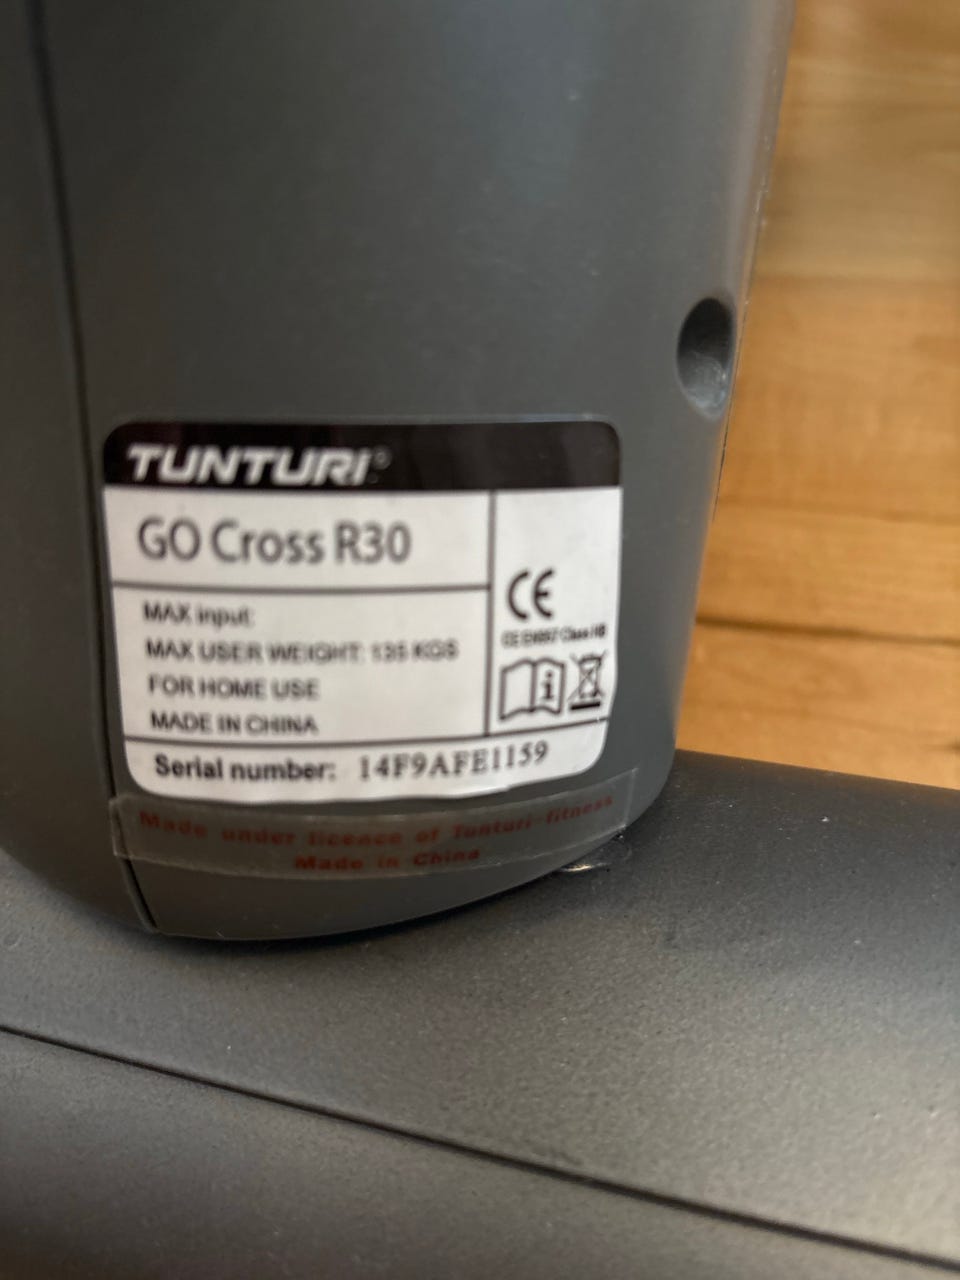 TUNTURI®
GO Cross R30
MAX input:
MAX USER WEIGHT: 135 KGS
FOR HOME USE
MADE IN CHINA
CE
Serial number: 14F9AFE1159
Made under licence of Tunturi-fitness
Made in China